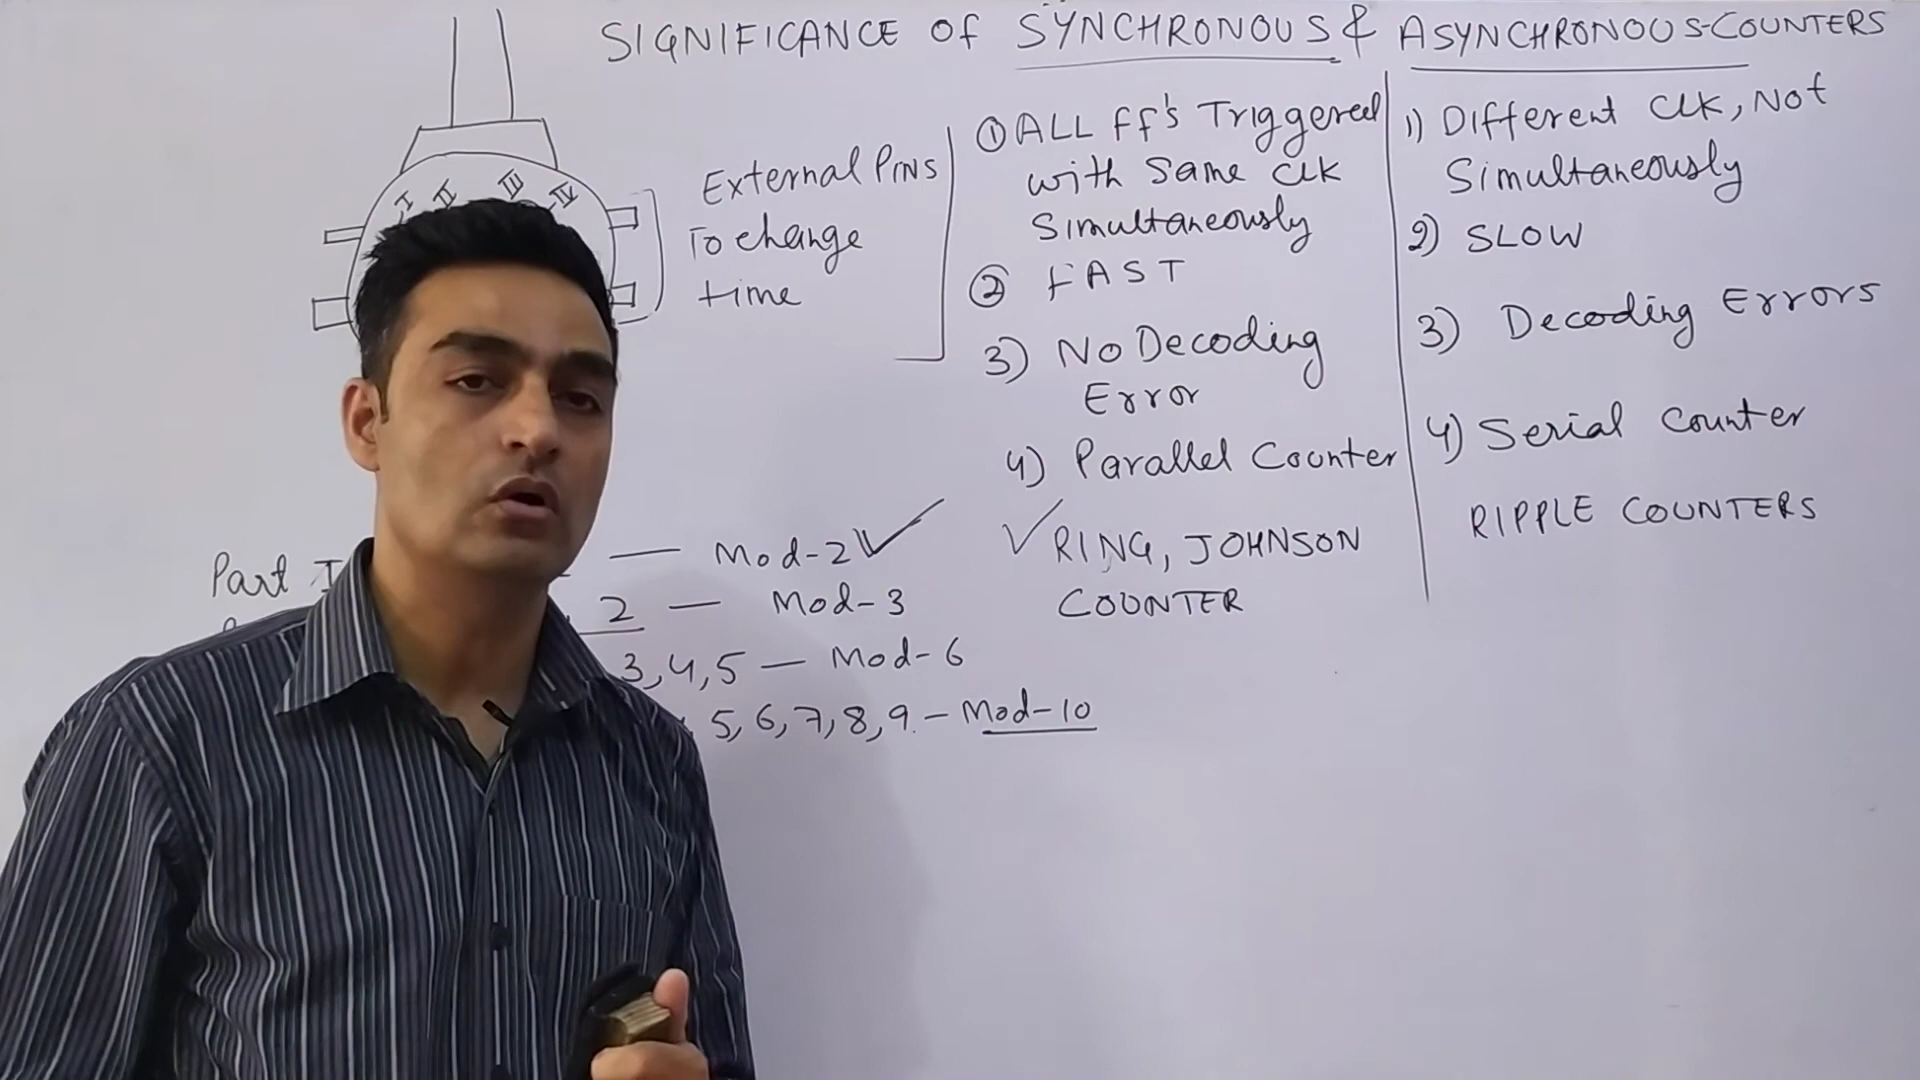 SIGNIFICANCE OF SYNCHRONOUS & ASYNCHRONOUS-COUNTERS
I II III IV
External PINS
To change
time
① ALL ff's Triggered
with Same CLK
Simultaneously
② FAST
3) No Decoding
Error
4) Parallel Counter
✓ RING, JOHNSON
COUNTER
1) Different CLK, Not
Simultaneously
2) SLOW
3) Decoding Errors
4) Serial Counter
RIPPLE COUNTERS
Part I — Mod-2 ✓
2 — Mod-3
3,4,5 — Mod-6
5,6,7,8,9 — Mod-10